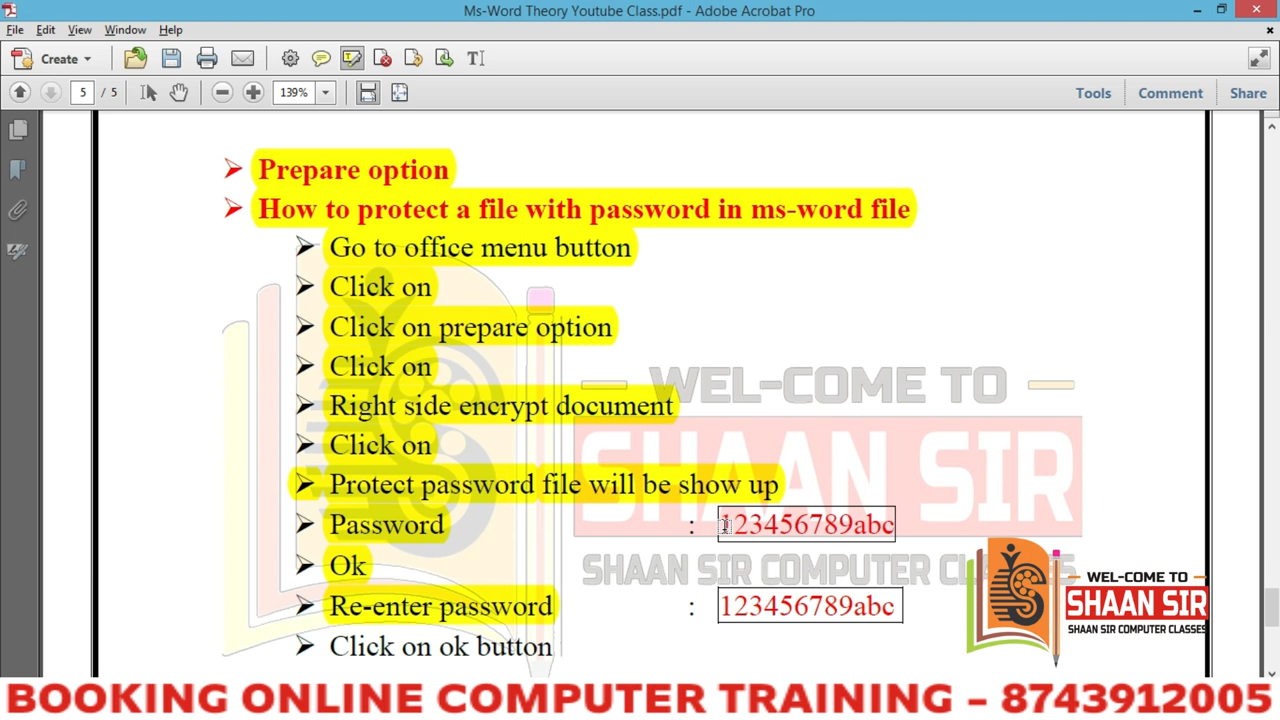 Ms-Word Theory Youtube Class.pdf - Adobe Acrobat Pro
File Edit View Window Help
Create
5 / 5 139% Tools Comment Share
Prepare option
How to protect a file with password in ms-word file
Go to office menu button
Click on
Click on prepare option
Click on
Right side encrypt document
Click on
Protect password file will be show up
Password : 123456789abc
Ok
Re-enter password : 123456789abc
Click on ok button
WEL-COME TO
SHAAN SIR
SHAAN SIR COMPUTER CL
WEL-COME TO
SHAAN SIR
SHAAN SIR COMPUTER CLASSES
BOOKING ONLINE COMPUTER TRAINING – 8743912005